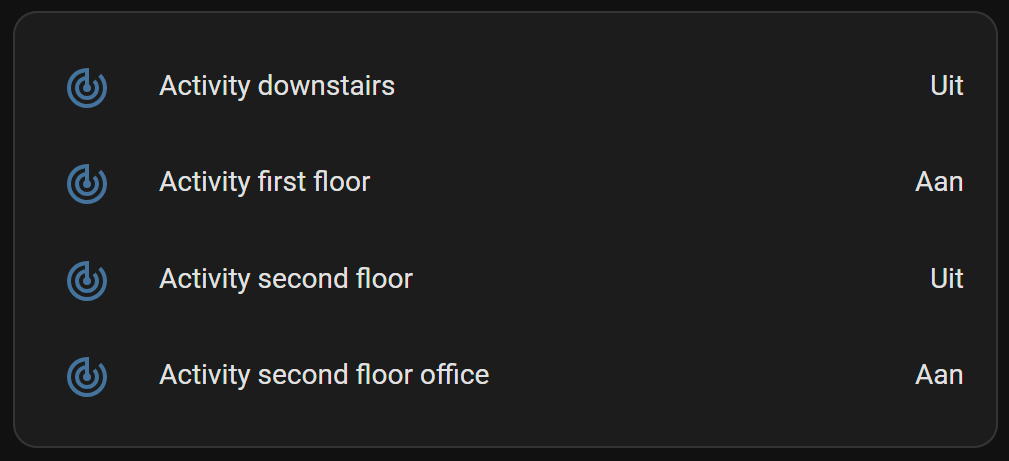 Activity downstairs Uit
Activity first floor Aan
Activity second floor Uit
Activity second floor office Aan